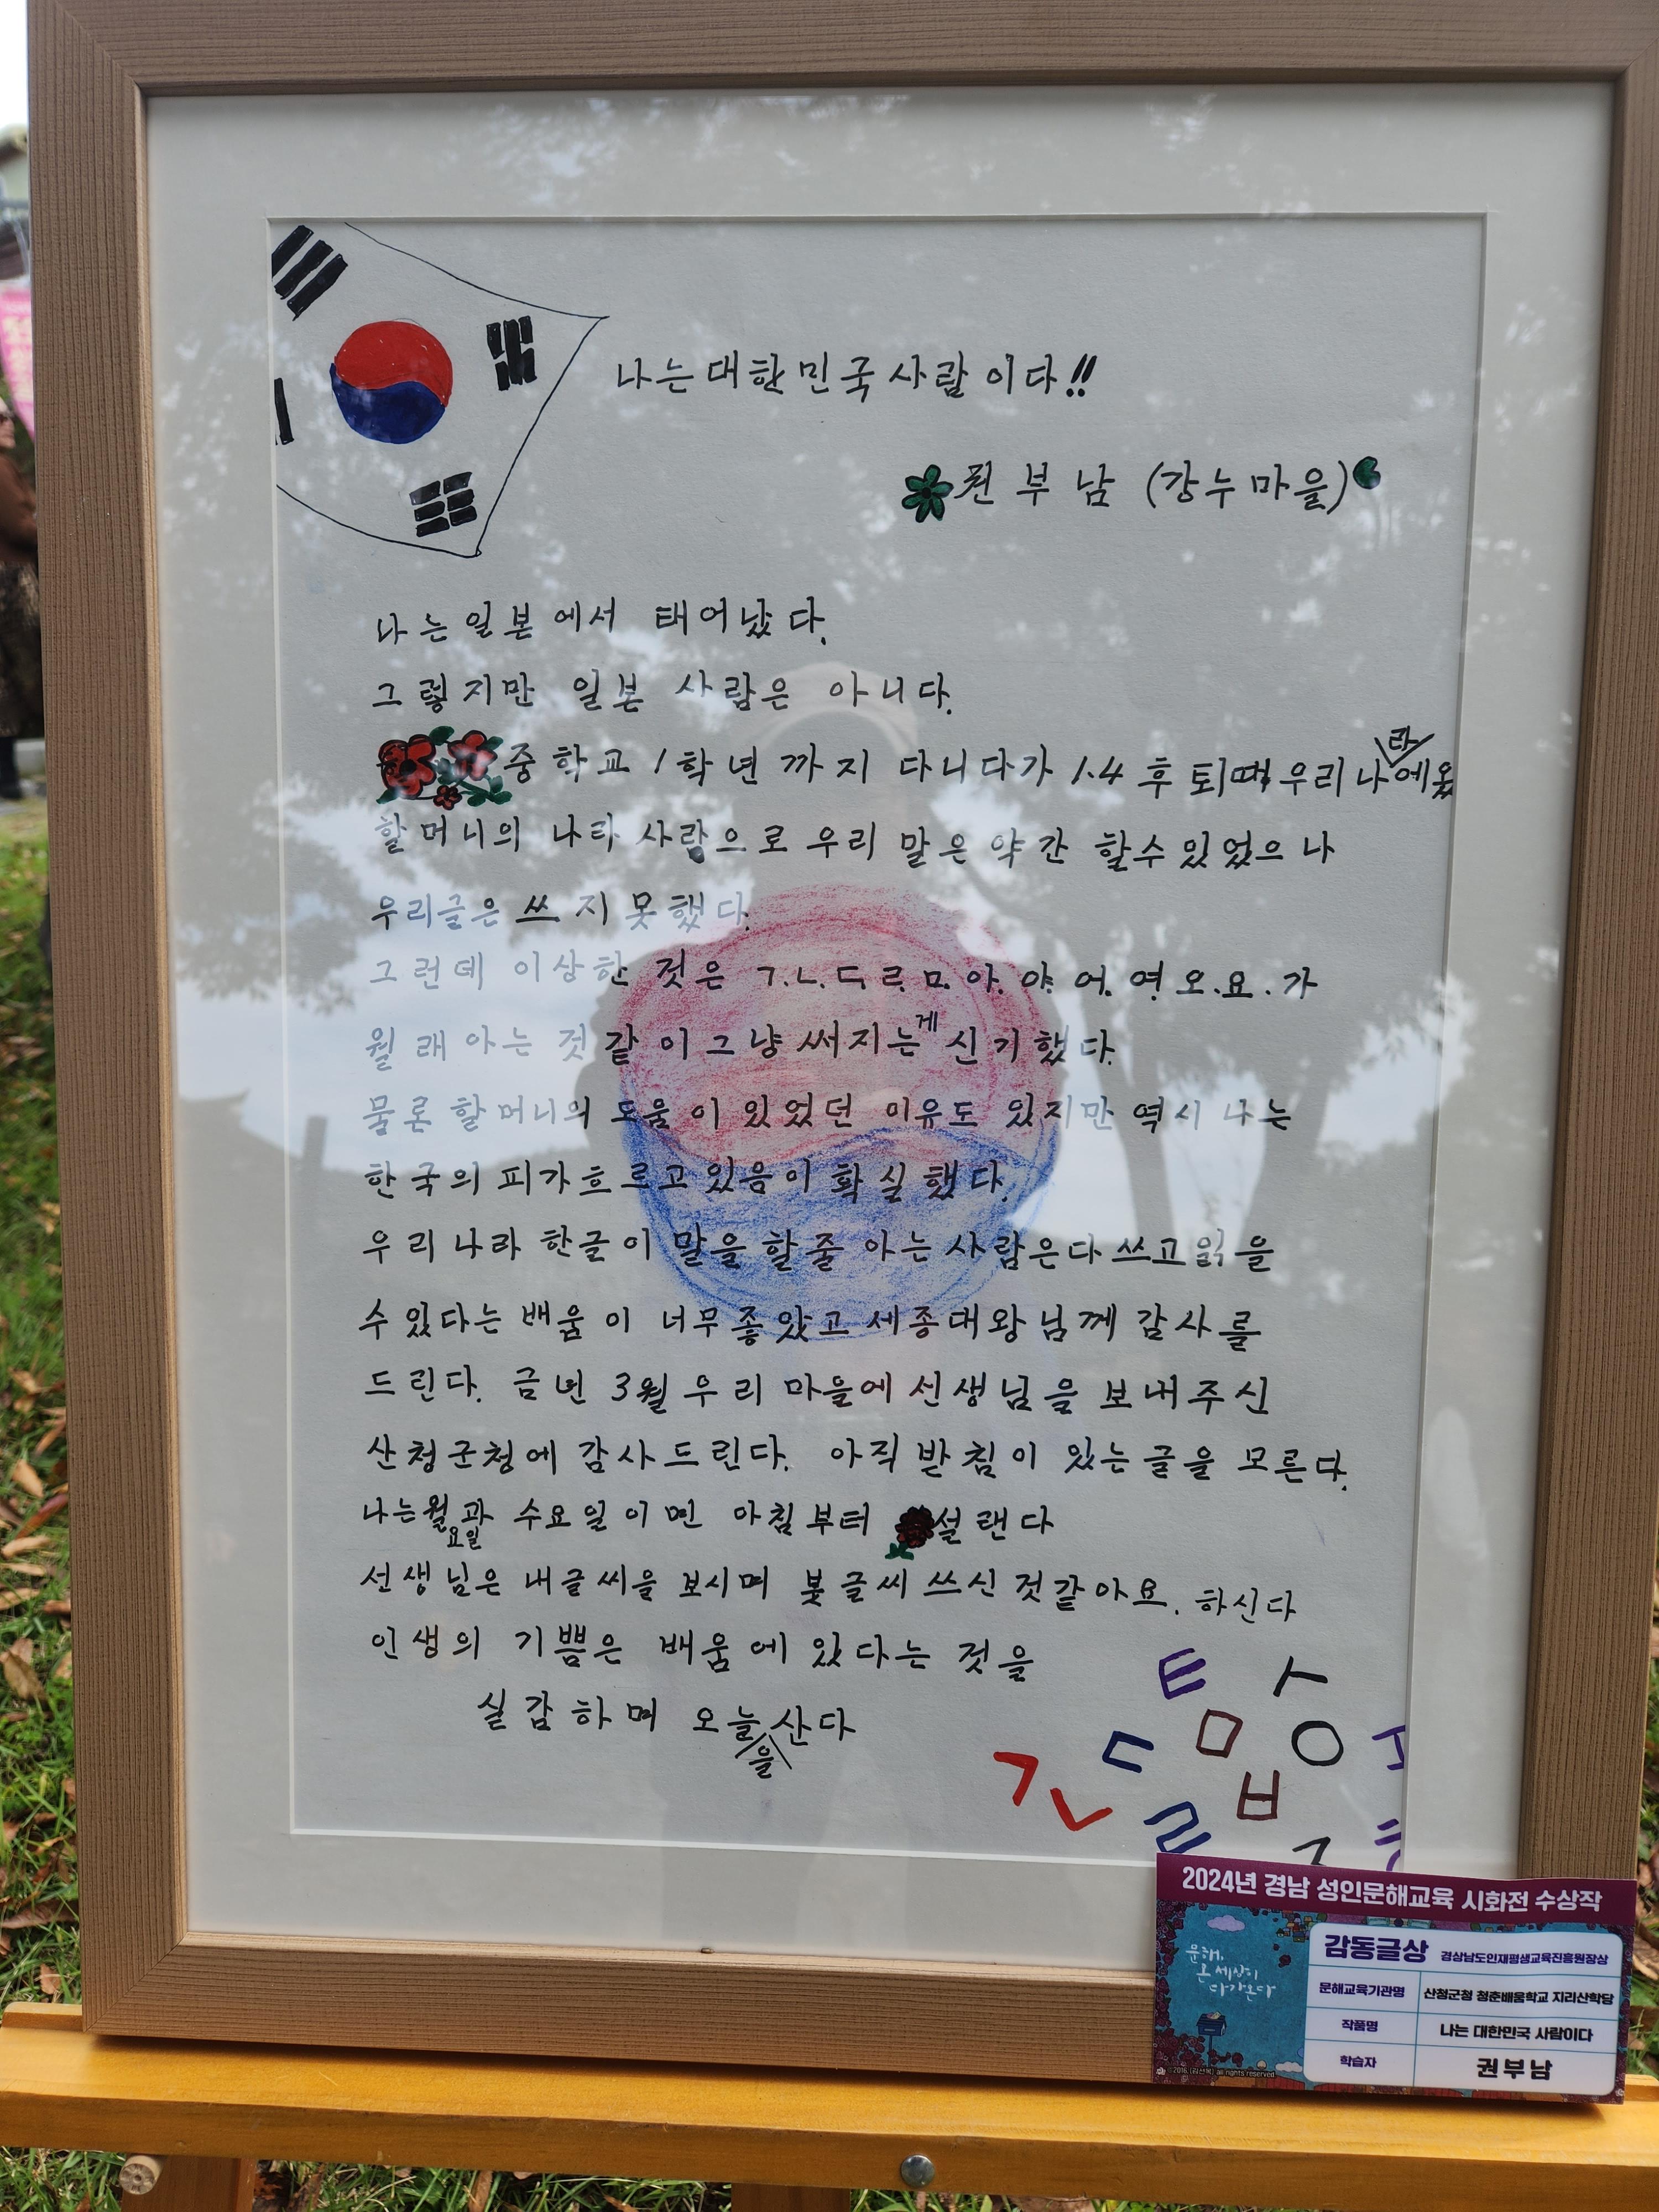 나는 대한민국 사람이다!!
권부남 (강누마을)
나는 일본에서 태어났다.
그렇지만 일본 사람은 아니다.
중학교 1학년까지 다니다가 1.4 후퇴때 우리나라에 왔
할머니의 나라 사랑으로 우리 말은 약간 할수 있었으나
우리글은 쓰지 못했다.
그런데 이상한 것은 ㄱ.ㄴ.ㄷ.ㄹ.ㅁ.아.야.어.여.오.요.가
월래 아는 것 같이 그냥 써지는게 신기했다.
물론 할머니의 도움이 있었던 이유도 있지만 역시 나는
한국의 피가 흐르고 있음이 확실했다.
우리나라 한글이 말을 할줄 아는 사람은 다 쓰고 읽을
수 있다는 배움이 너무 좋았고 세종대왕님께 감사를
드린다. 금년 3월 우리 마을에 선생님을 보내주신
산청군청에 감사드린다. 아직 받침이 있는 글을 모른다.
나는 월요일과 수요일이면 아침부터 설랜다
선생님은 내글씨를 보시며 붓글씨 쓰신 것 같아요. 하신다
인생의 기쁨은 배움에 있다는 것을
실감하며 오늘을 산다
ㅌ ㅅ
ㄱ ㄴ ㄷ ㅁ ㅇ ㅈ
ㄹ ㅂ ㅋ ㅎ
2024년 경남 성인문해교육 시화전 수상작
문해,
온 세상이
다가온다
감동글상 경상남도인재평생교육진흥원장상
문해교육기관명 산청군청 청춘배움학교 지리산학당
작품명 나는 대한민국 사람이다
학습자 권부남
all rights reserved